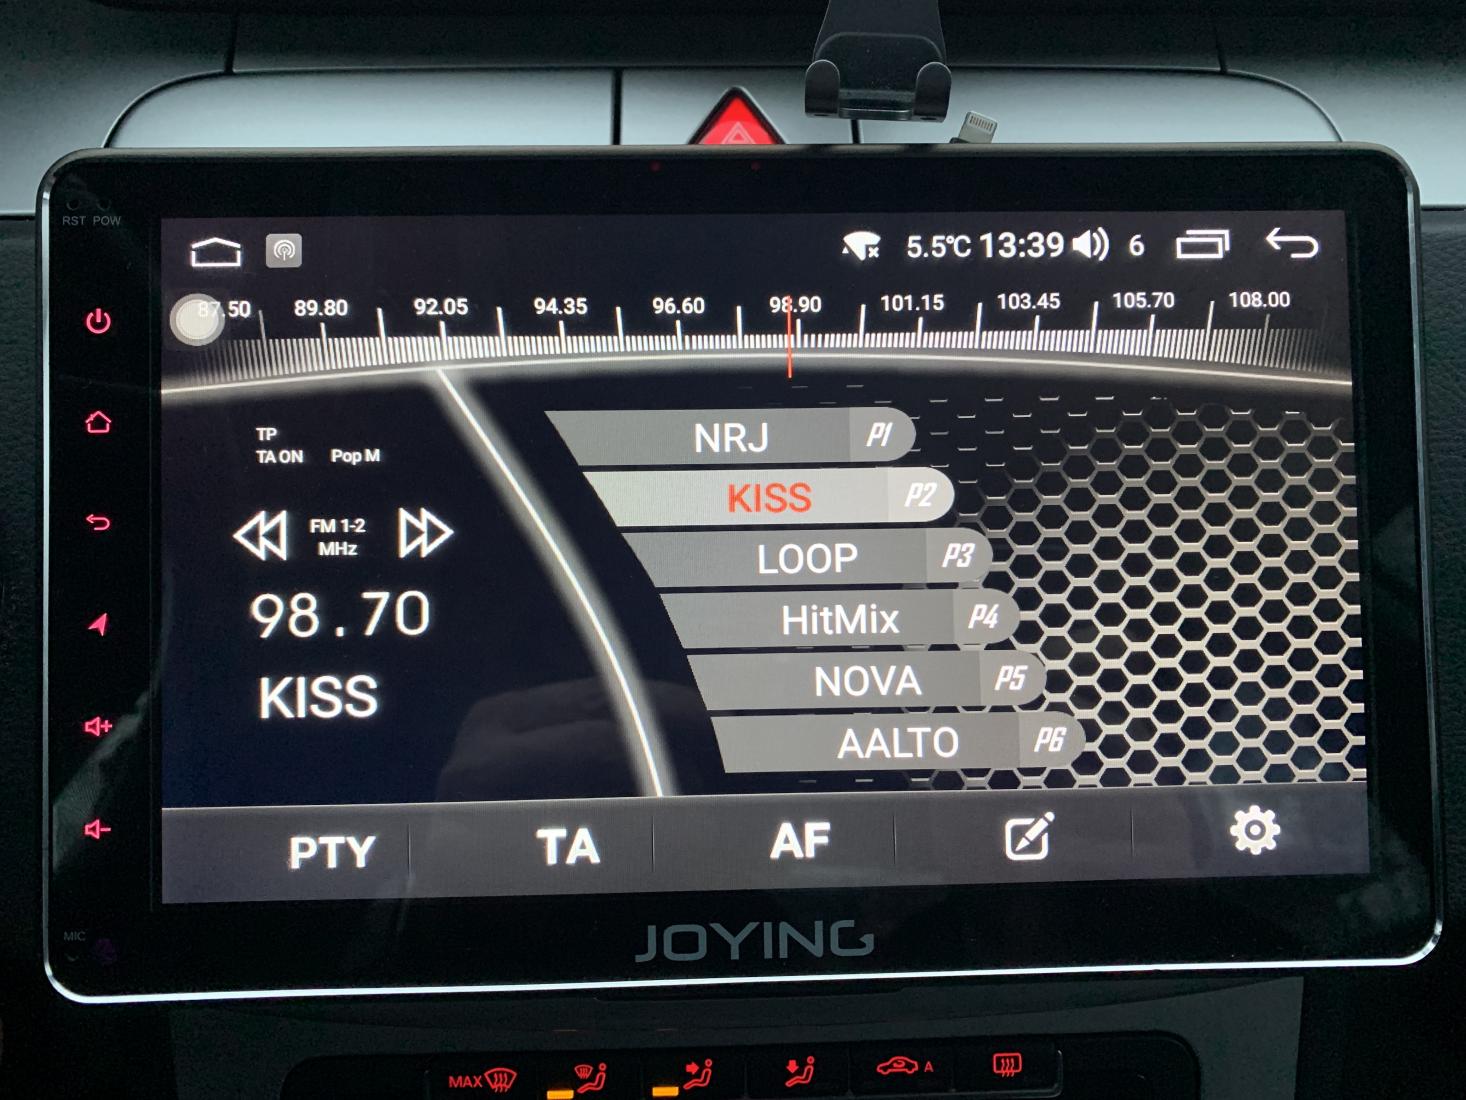 RST POW
5.5°C 13:39 6
87.50 89.80 92.05 94.35 96.60 98.90 101.15 103.45 105.70 108.00
TP
TA ON Pop M
FM 1-2
MHz
98.70
KISS
NRJ P1
KISS P2
LOOP P3
HitMix P4
NOVA P5
AALTO P6
PTY TA AF
MIC
JOYING
MAX A